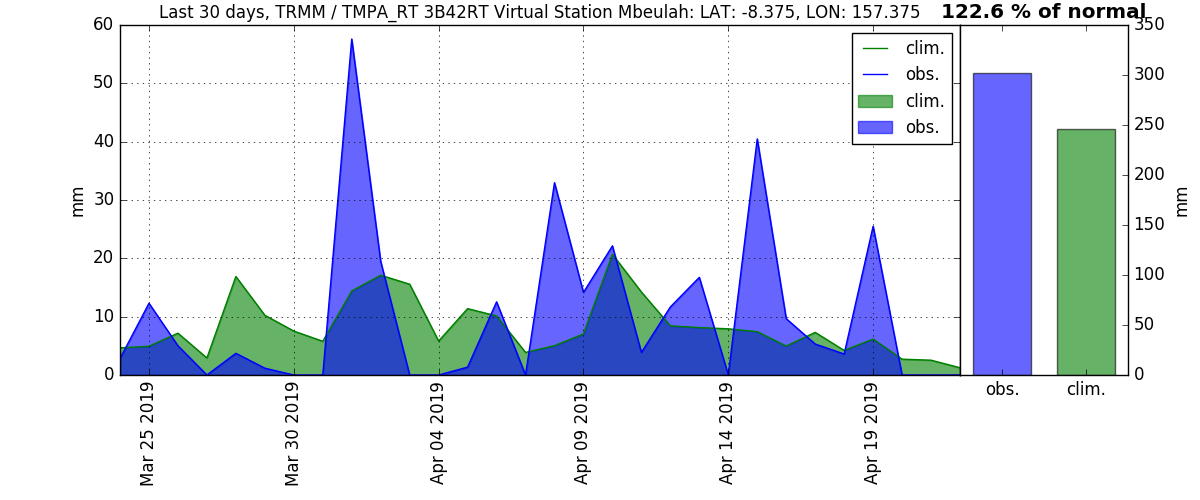 Last 30 days, TRMM / TMPA_RT 3B42RT Virtual Station Mbeulah: LAT: -8.375, LON: 157.375
122.6 % of normal
60
50
40
30
20
10
0
mm
clim.
obs.
clim.
obs.
Mar 25 2019
Mar 30 2019
Apr 04 2019
Apr 09 2019
Apr 14 2019
Apr 19 2019
350
300
250
200
150
100
50
0
mm
obs.
clim.